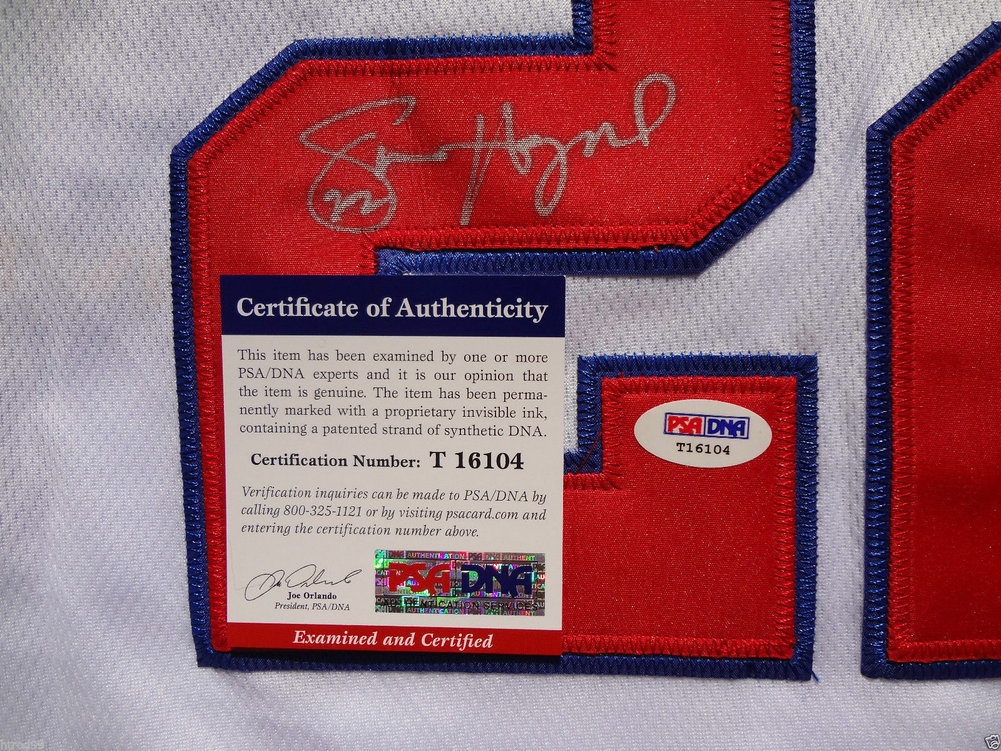 22
Certificate of Authenticity
This item has been examined by one or more
PSA/DNA experts and it is our opinion that
the item is genuine. The item has been perma-
nently marked with a proprietary invisible ink,
containing a patented strand of synthetic DNA.
Certification Number: T 16104
Verification inquiries can be made to PSA/DNA by
calling 800-325-1121 or by visiting psacard.com and
entering the certification number above.
Joe Orlando
President, PSA/DNA
PSA DNA
AUTHENTICATION SERVICES
Examined and Certified
PSA DNA
T16104